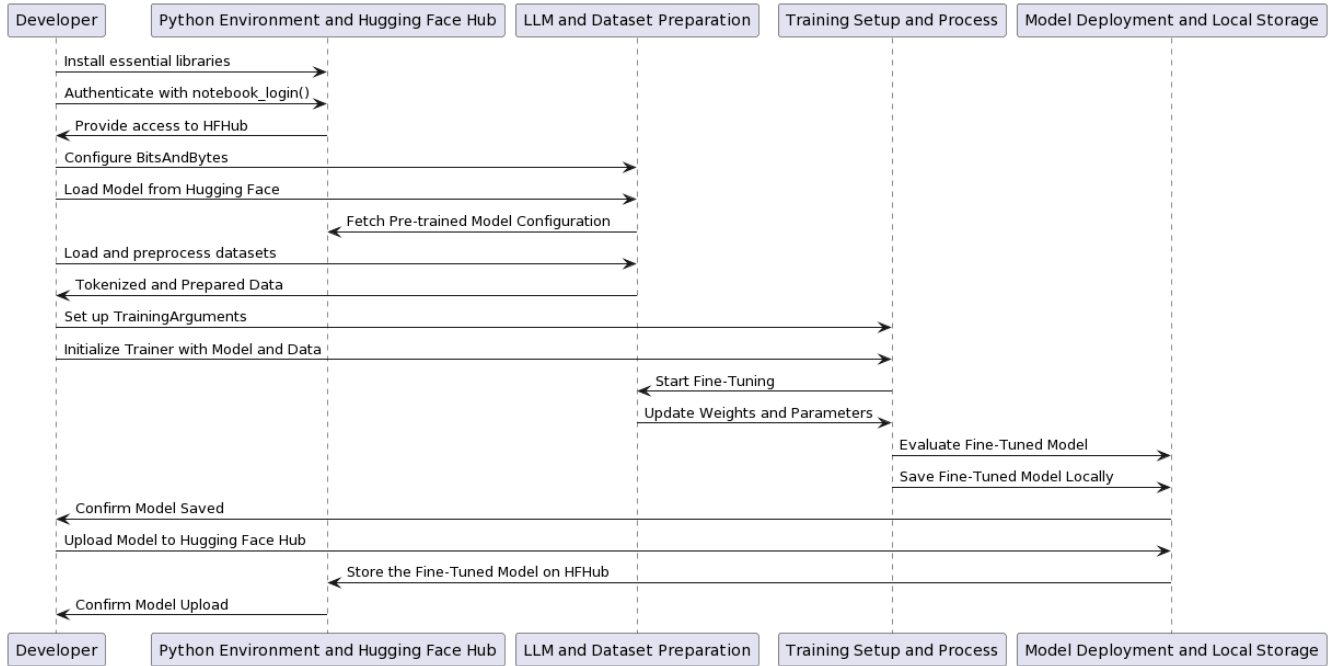 Developer
Python Environment and Hugging Face Hub
LLM and Dataset Preparation
Training Setup and Process
Model Deployment and Local Storage
Install essential libraries
Authenticate with notebook_login()
Provide access to HFHub
Configure BitsAndBytes
Load Model from Hugging Face
Fetch Pre-trained Model Configuration
Load and preprocess datasets
Tokenized and Prepared Data
Set up TrainingArguments
Initialize Trainer with Model and Data
Start Fine-Tuning
Update Weights and Parameters
Evaluate Fine-Tuned Model
Save Fine-Tuned Model Locally
Confirm Model Saved
Upload Model to Hugging Face Hub
Store the Fine-Tuned Model on HFHub
Confirm Model Upload
Developer
Python Environment and Hugging Face Hub
LLM and Dataset Preparation
Training Setup and Process
Model Deployment and Local Storage